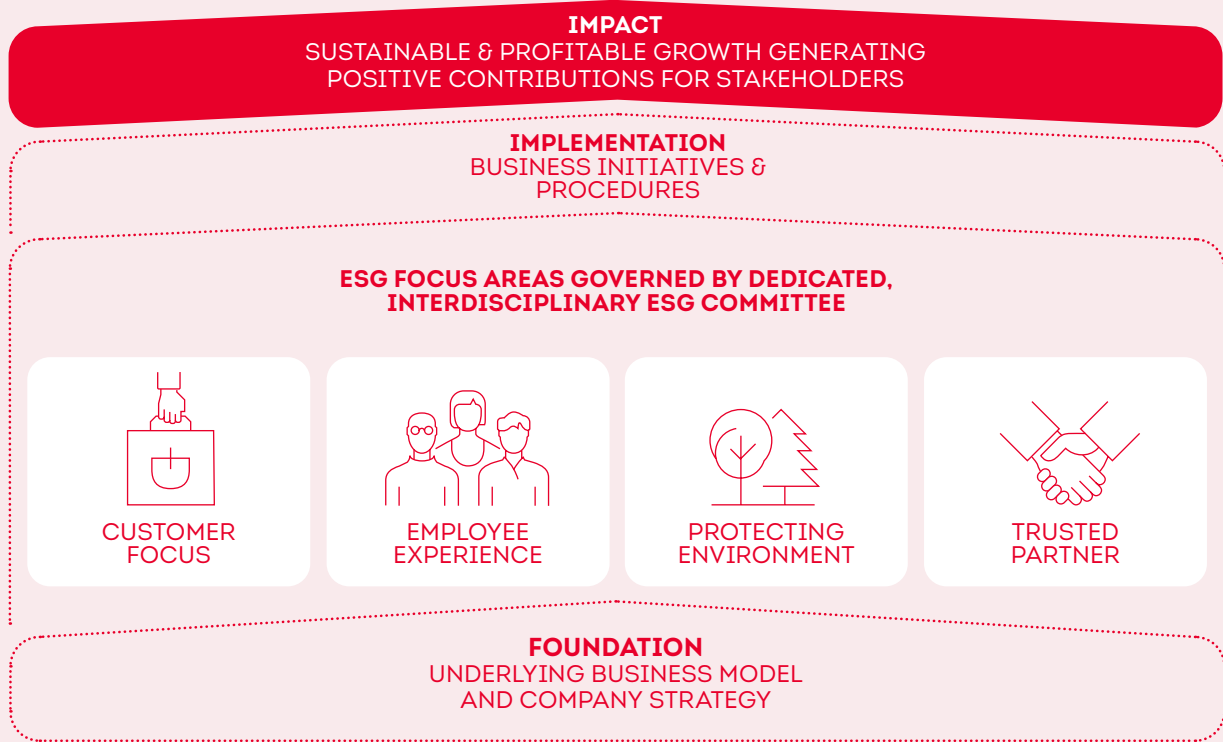 IMPACT
SUSTAINABLE & PROFITABLE GROWTH GENERATING
POSITIVE CONTRIBUTIONS FOR STAKEHOLDERS
IMPLEMENTATION
BUSINESS INITIATIVES &
PROCEDURES
ESG FOCUS AREAS GOVERNED BY DEDICATED,
INTERDISCIPLINARY ESG COMMITTEE
CUSTOMER
FOCUS
EMPLOYEE
EXPERIENCE
PROTECTING
ENVIRONMENT
TRUSTED
PARTNER
FOUNDATION
UNDERLYING BUSINESS MODEL
AND COMPANY STRATEGY